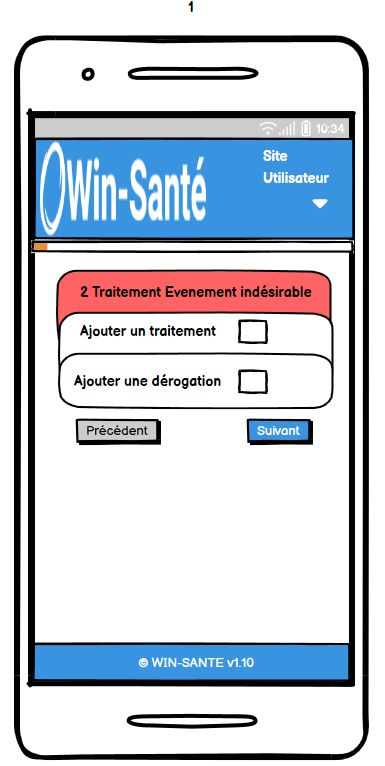 1
10:34
Win-Santé
Site
Utilisateur
2 Traitement Evenement indésirable
Ajouter un traitement
Ajouter une dérogation
Précédent
Suivant
© WIN-SANTE v1.10